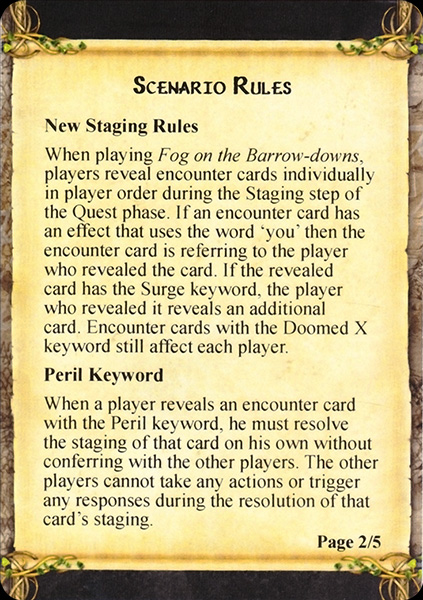 Scenario Rules
New Staging Rules
When playing Fog on the Barrow-downs,
players reveal encounter cards individually
in player order during the Staging step of
the Quest phase. If an encounter card has
an effect that uses the word ‘you’ then the
encounter card is referring to the player
who revealed the card. If the revealed
card has the Surge keyword, the player
who revealed it reveals an additional
card. Encounter cards with the Doomed X
keyword still affect each player.
Peril Keyword
When a player reveals an encounter card
with the Peril keyword, he must resolve
the staging of that card on his own without
conferring with the other players. The other
players cannot take any actions or trigger
any responses during the resolution of that
card’s staging.
Page 2/5